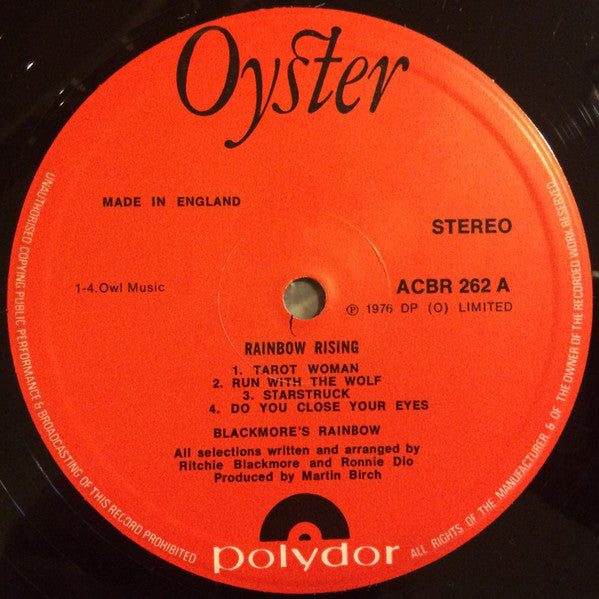 Oyster
MADE IN ENGLAND
STEREO
1-4.Owl Music
ACBR 262 A
℗ 1976 DP (O) LIMITED
RAINBOW RISING
1. TAROT WOMAN
2. RUN WITH THE WOLF
3. STARSTRUCK
4. DO YOU CLOSE YOUR EYES
BLACKMORE'S RAINBOW
All selections written and arranged by
Ritchie Blackmore and Ronnie Dio
Produced by Martin Birch
polydor
UNAUTHORISED COPYING PUBLIC PERFORMANCE & BROADCASTING OF THIS RECORD PROHIBITED
ALL RIGHTS OF THE MANUFACTURER & OF THE OWNER OF THE RECORDED WORK RESERVED